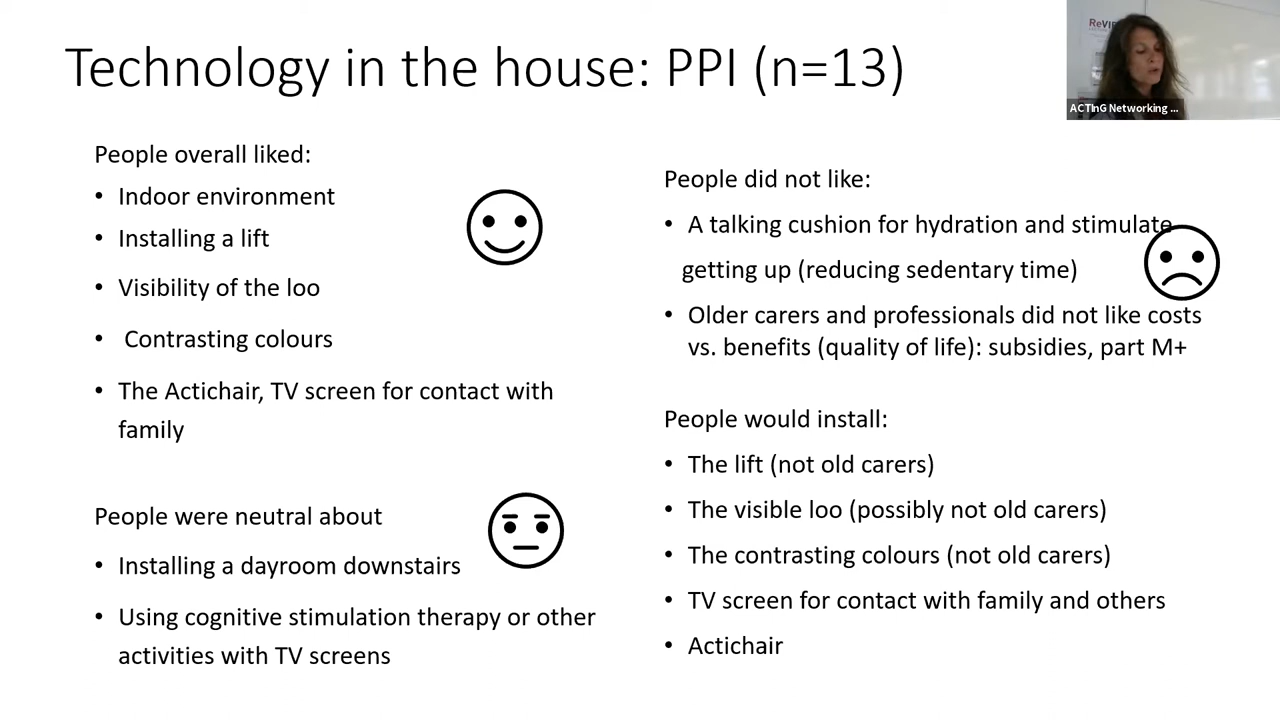 Technology in the house: PPI (n=13)
ACTInG Networking ...
People overall liked:
• Indoor environment
• Installing a lift
• Visibility of the loo
• Contrasting colours
• The Actichair, TV screen for contact with
family
People were neutral about
• Installing a dayroom downstairs
• Using cognitive stimulation therapy or other
activities with TV screens
People did not like:
• A talking cushion for hydration and stimulate
getting up (reducing sedentary time)
• Older carers and professionals did not like costs
vs. benefits (quality of life): subsidies, part M+
People would install:
• The lift (not old carers)
• The visible loo (possibly not old carers)
• The contrasting colours (not old carers)
• TV screen for contact with family and others
• Actichair